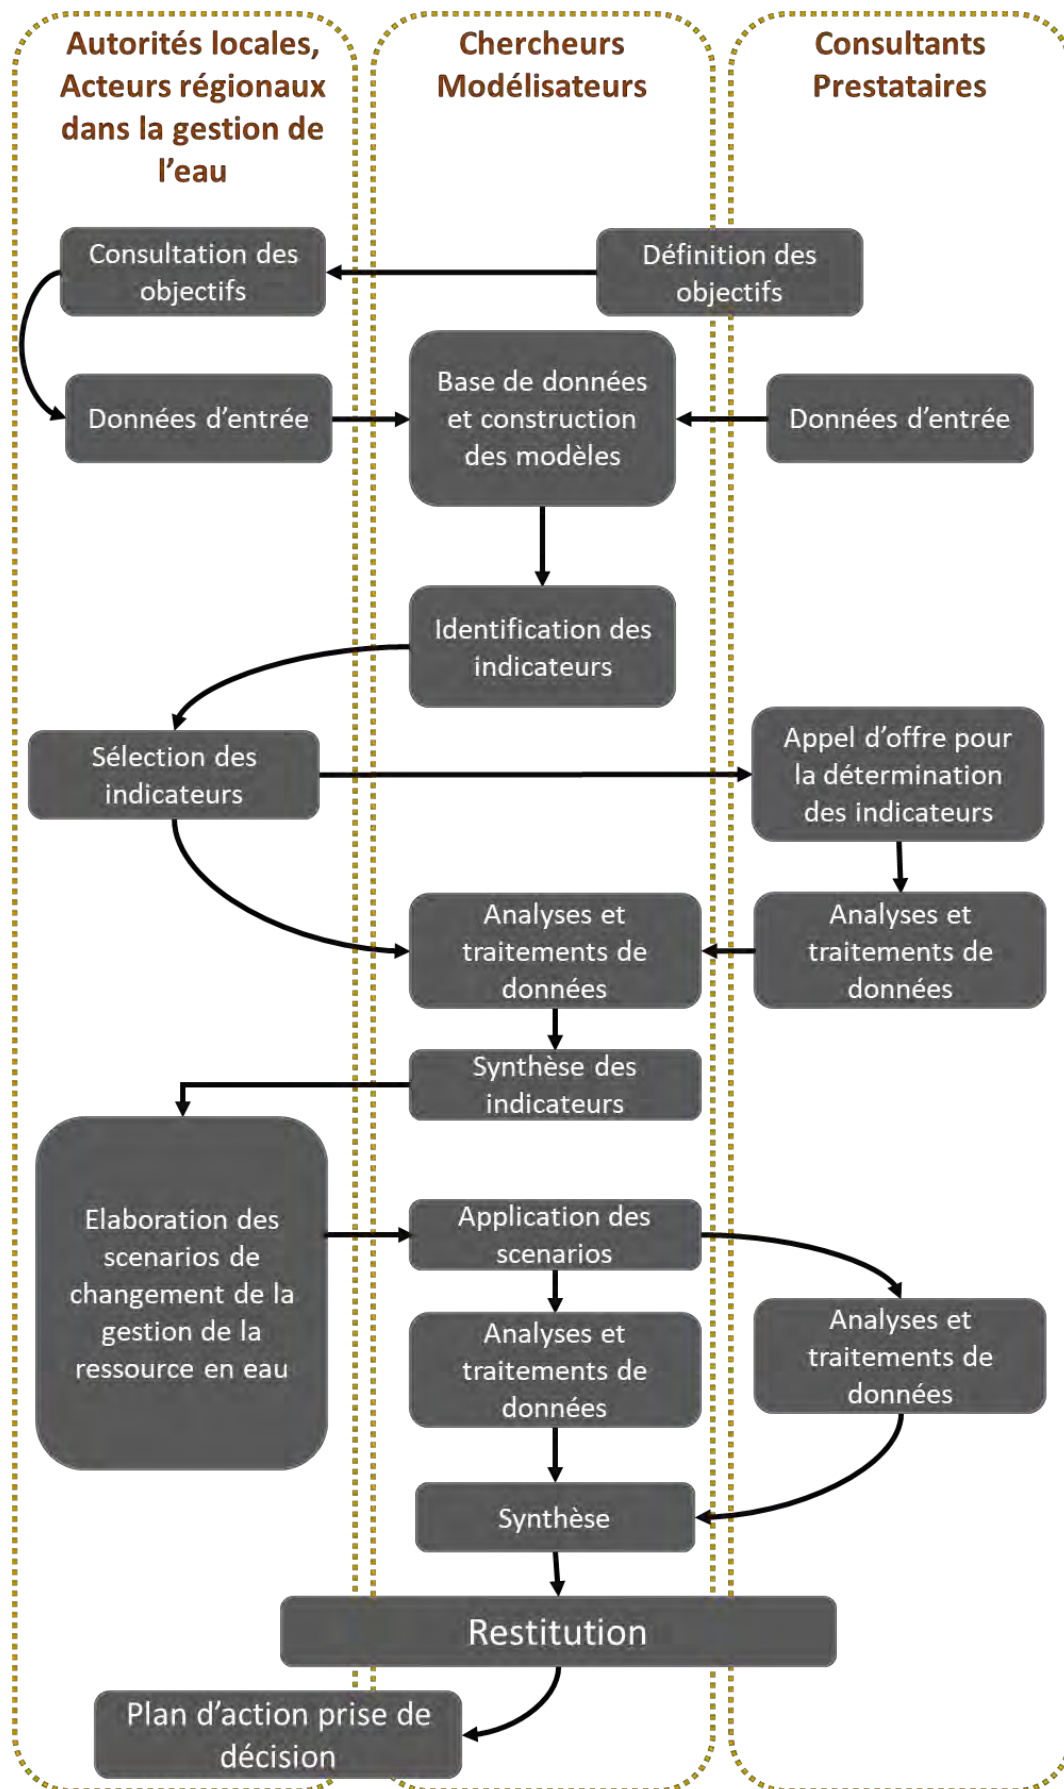 Autorités locales,
Acteurs régionaux
dans la gestion de
l'eau
Chercheurs
Modélisateurs
Consultants
Prestataires
Consultation des
objectifs
Définition des
objectifs
Données d'entrée
Base de données
et construction
des modèles
Données d'entrée
Identification des
indicateurs
Sélection des
indicateurs
Appel d'offre pour
la détermination
des indicateurs
Analyses et
traitements de
données
Analyses et
traitements de
données
Synthèse des
indicateurs
Elaboration des
scenarios de
changement de la
gestion de la
ressource en eau
Application des
scenarios
Analyses et
traitements de
données
Analyses et
traitements de
données
Synthèse
Restitution
Plan d'action prise de
décision